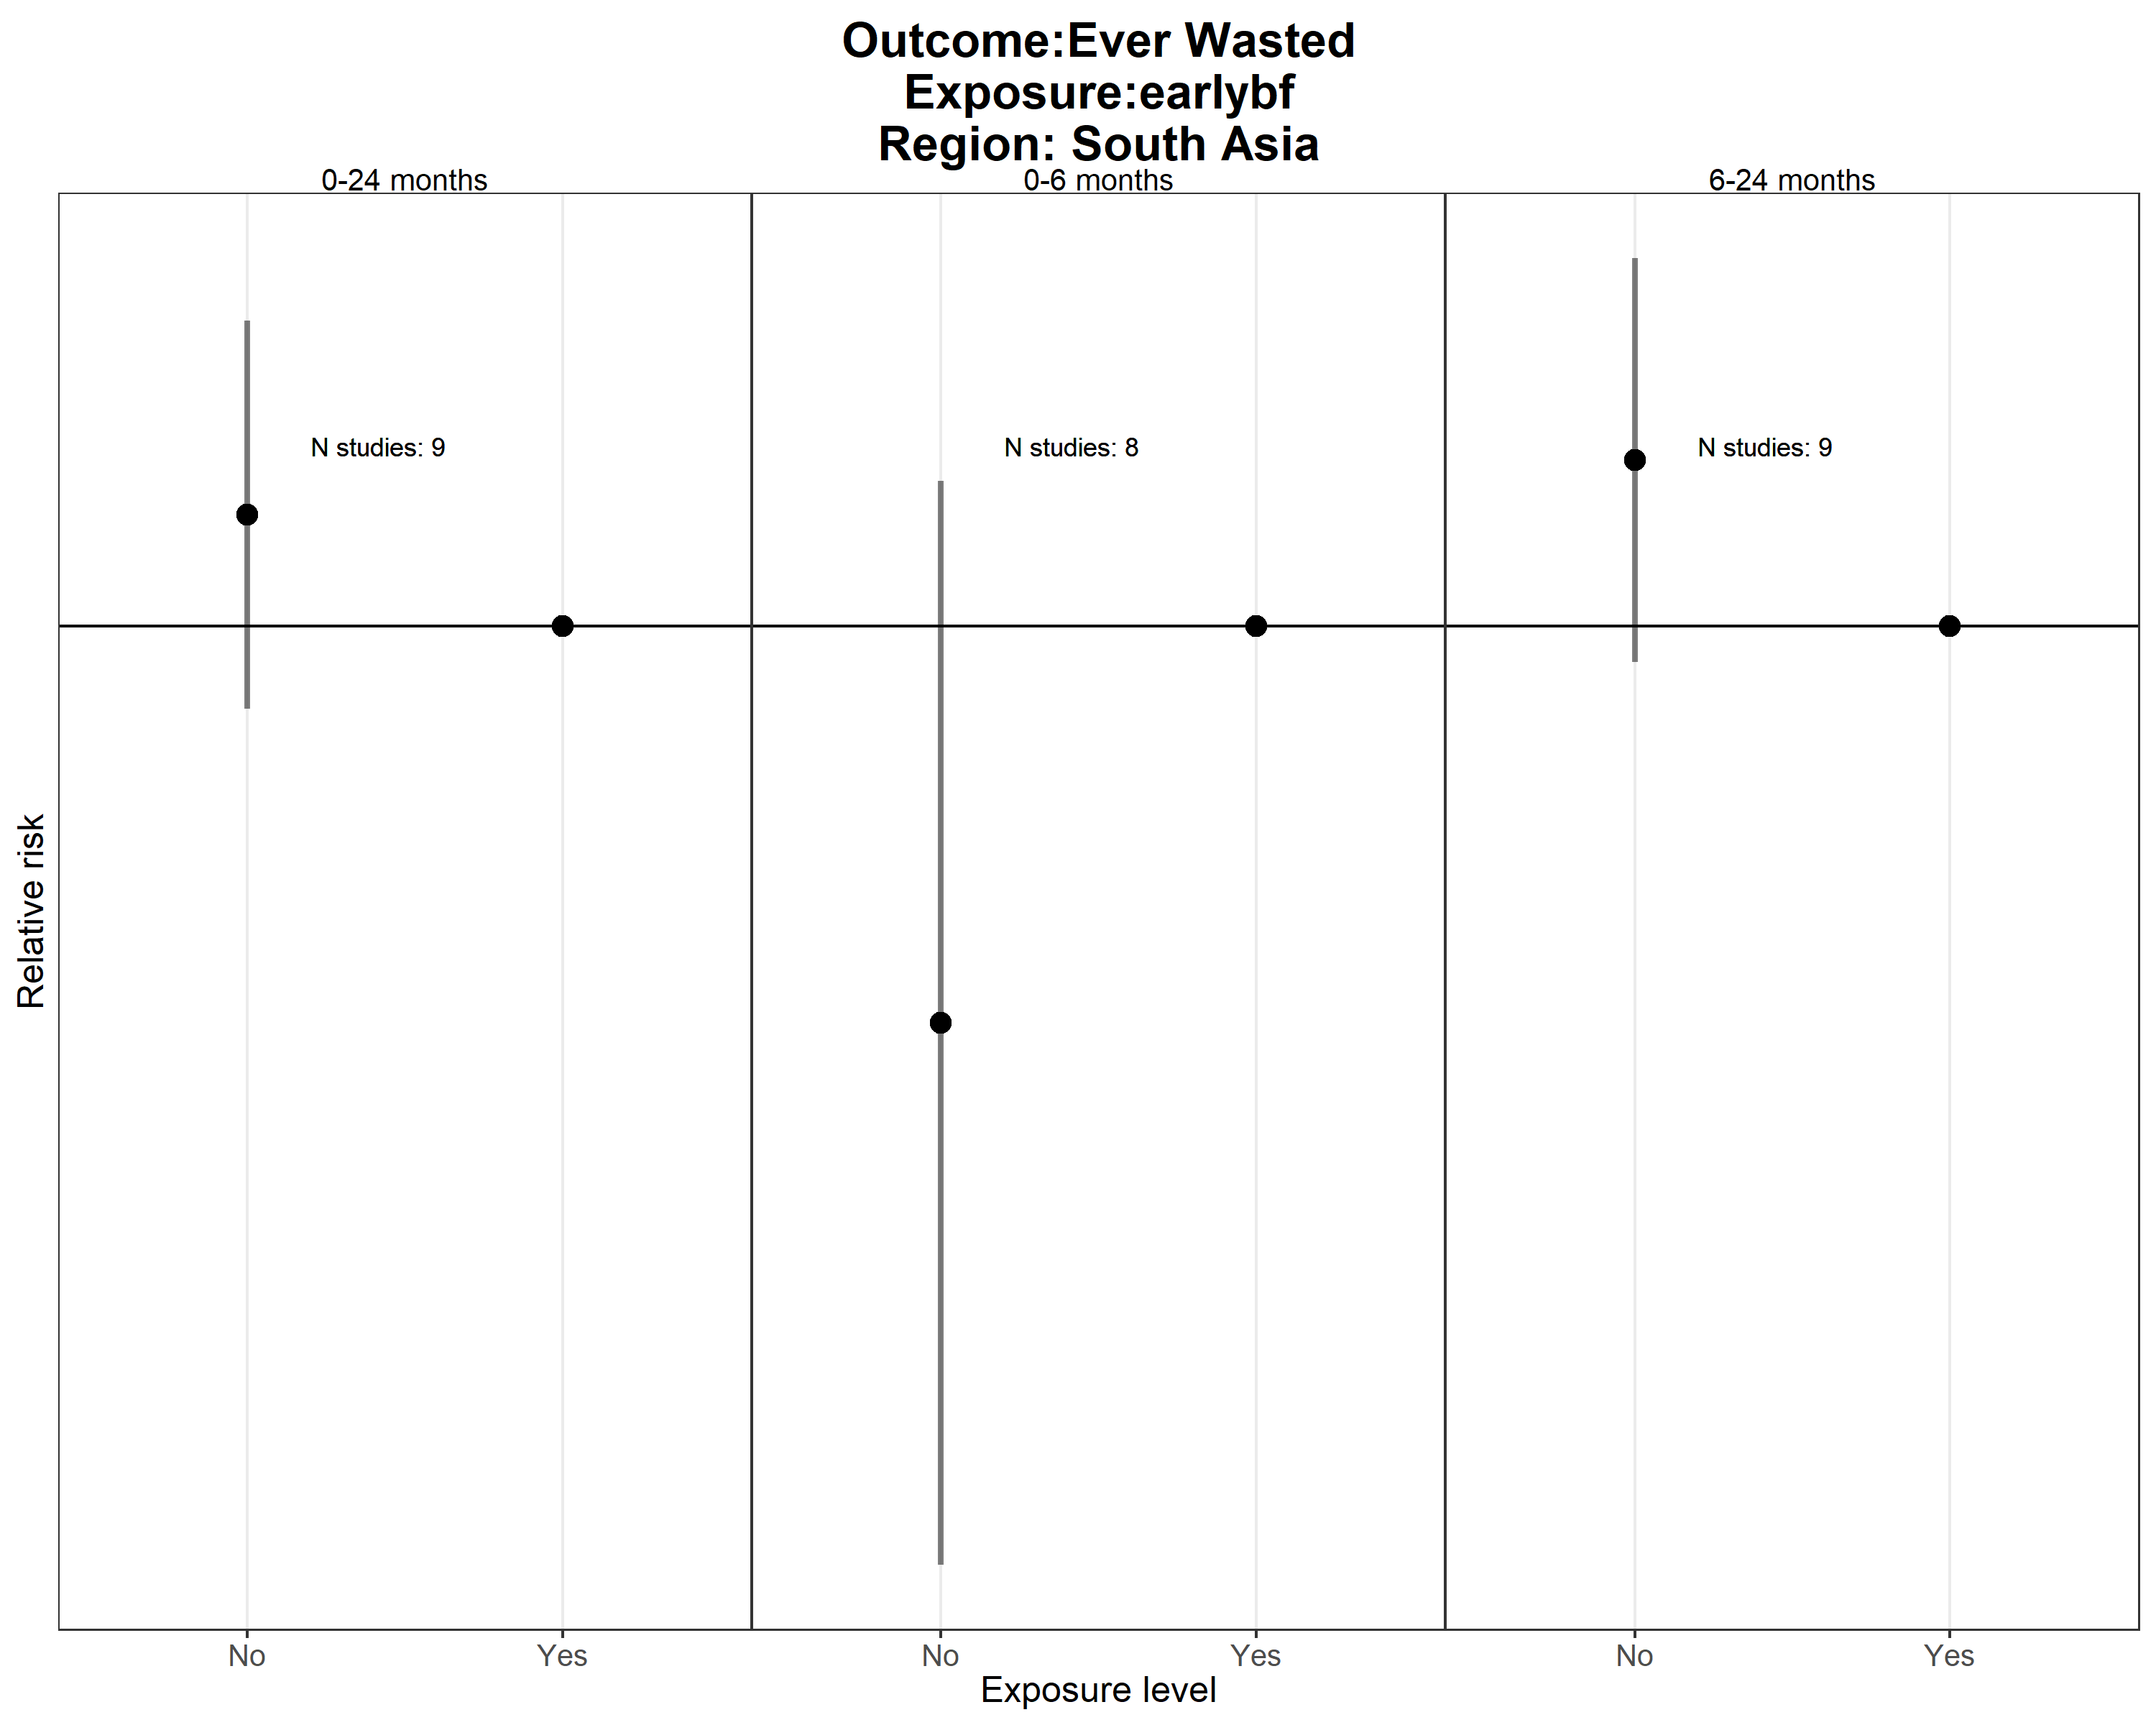 Outcome:Ever Wasted
Exposure:earlybf
Region: South Asia
0-24 months
0-6 months
6-24 months
N studies: 9
N studies: 8
N studies: 9
Relative risk
No
Yes
No
Yes
No
Yes
Exposure level